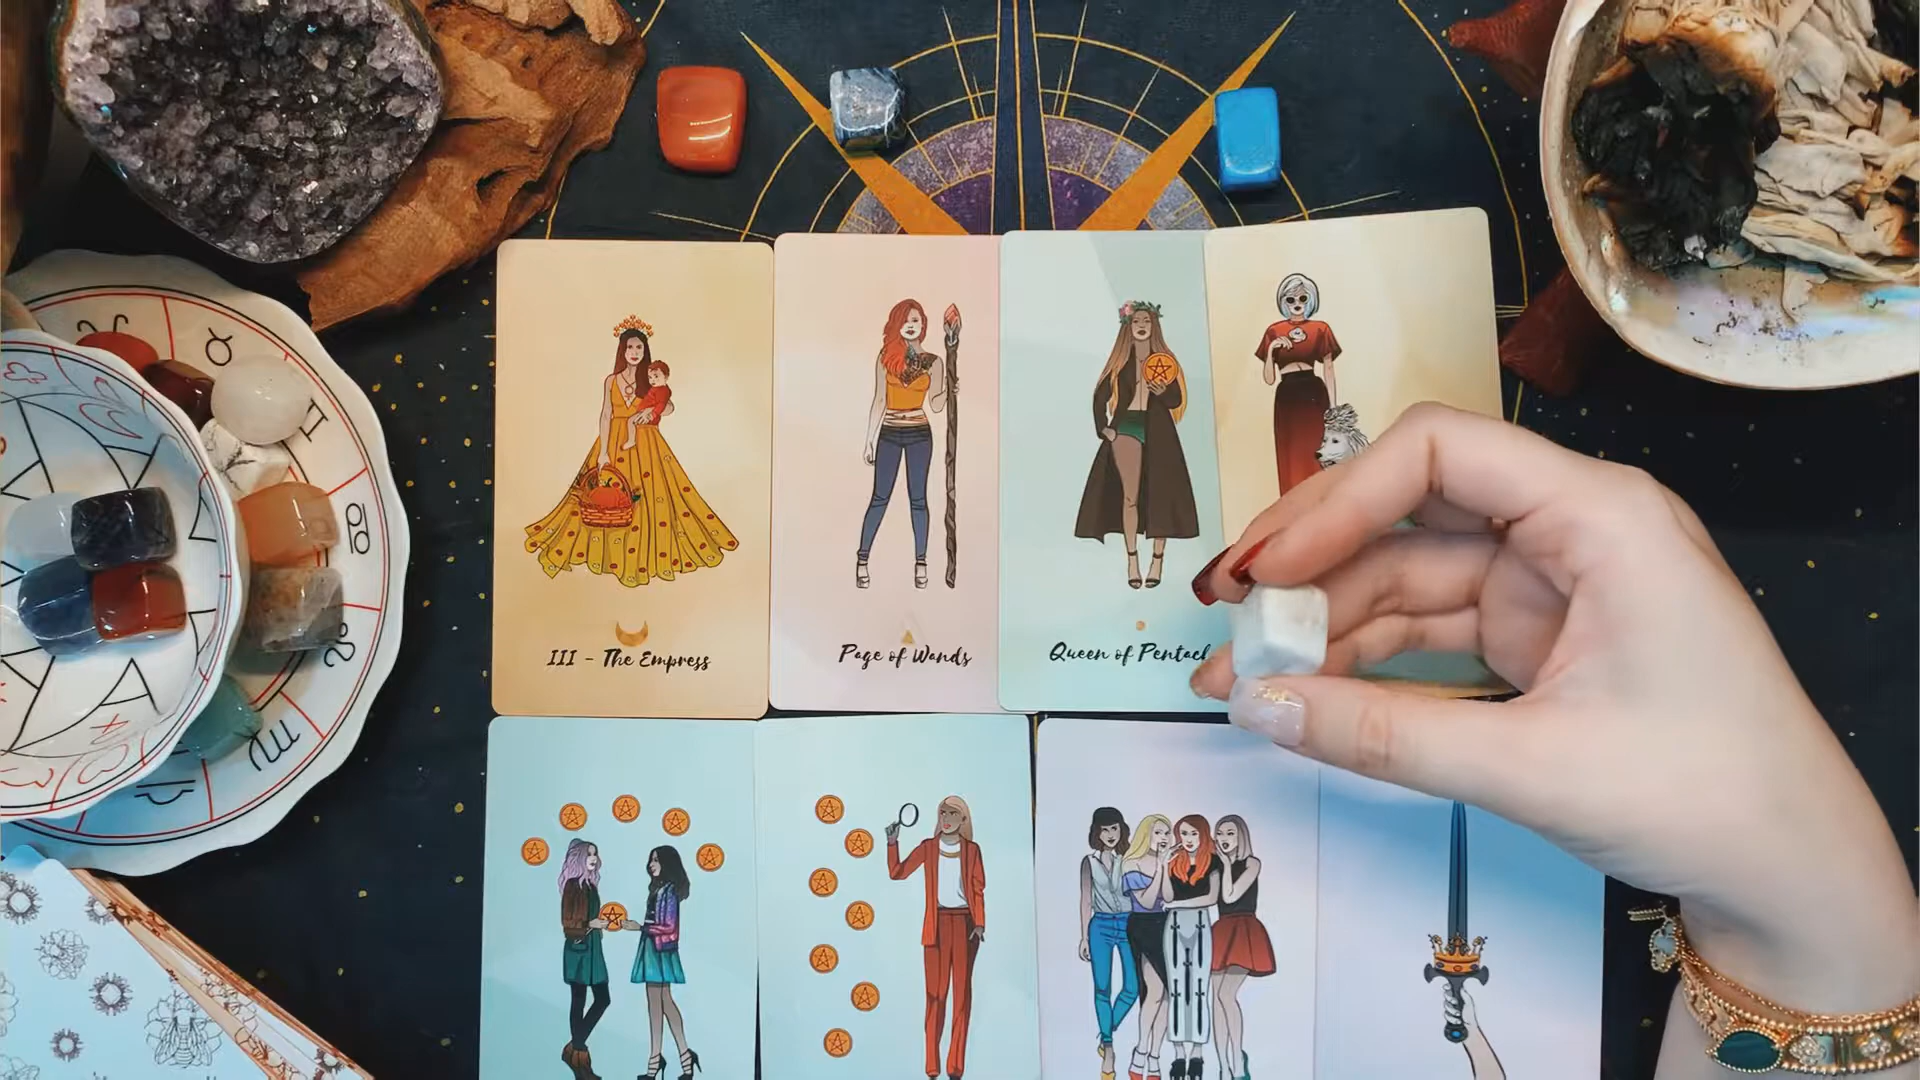 III - The Empress
Page of Wands
Queen of Pentacl